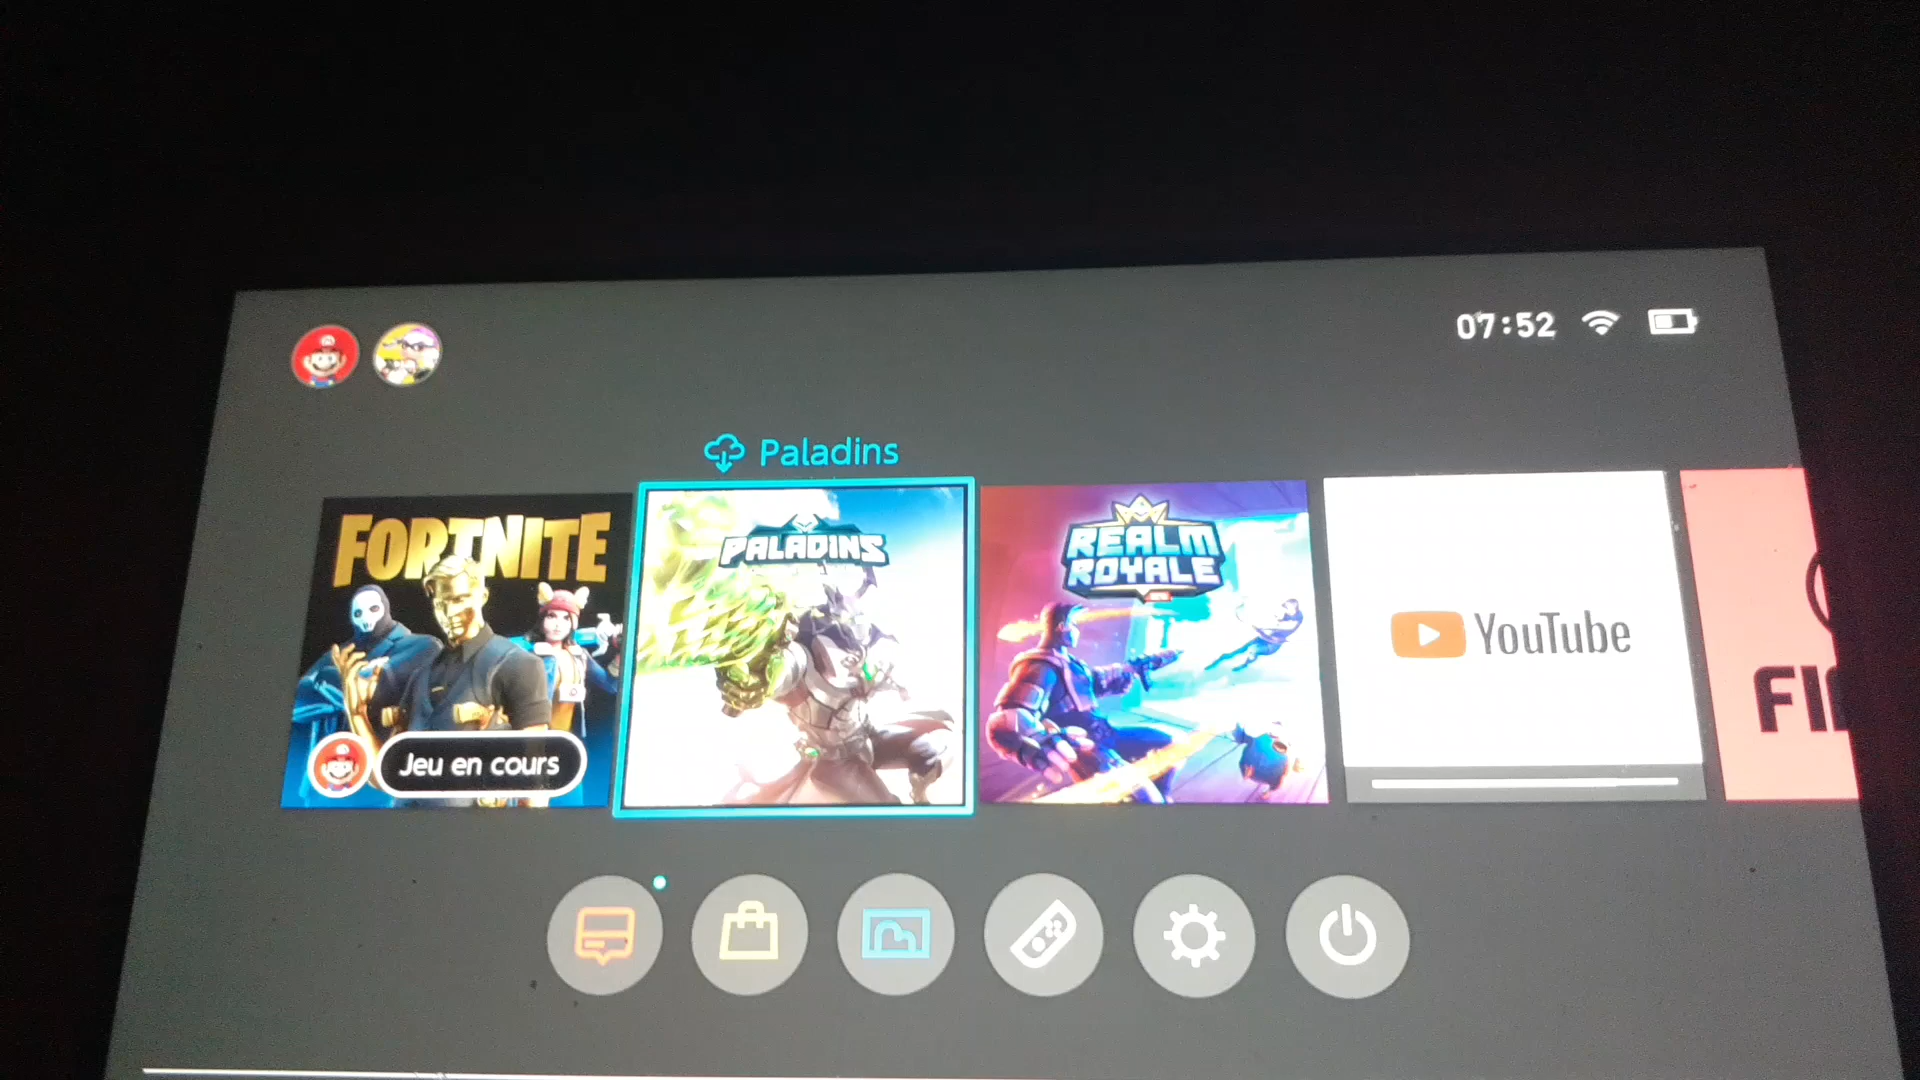 07:52
Paladins
FORTNITE
Jeu en cours
PALADINS
REALM
ROYALE
YouTube